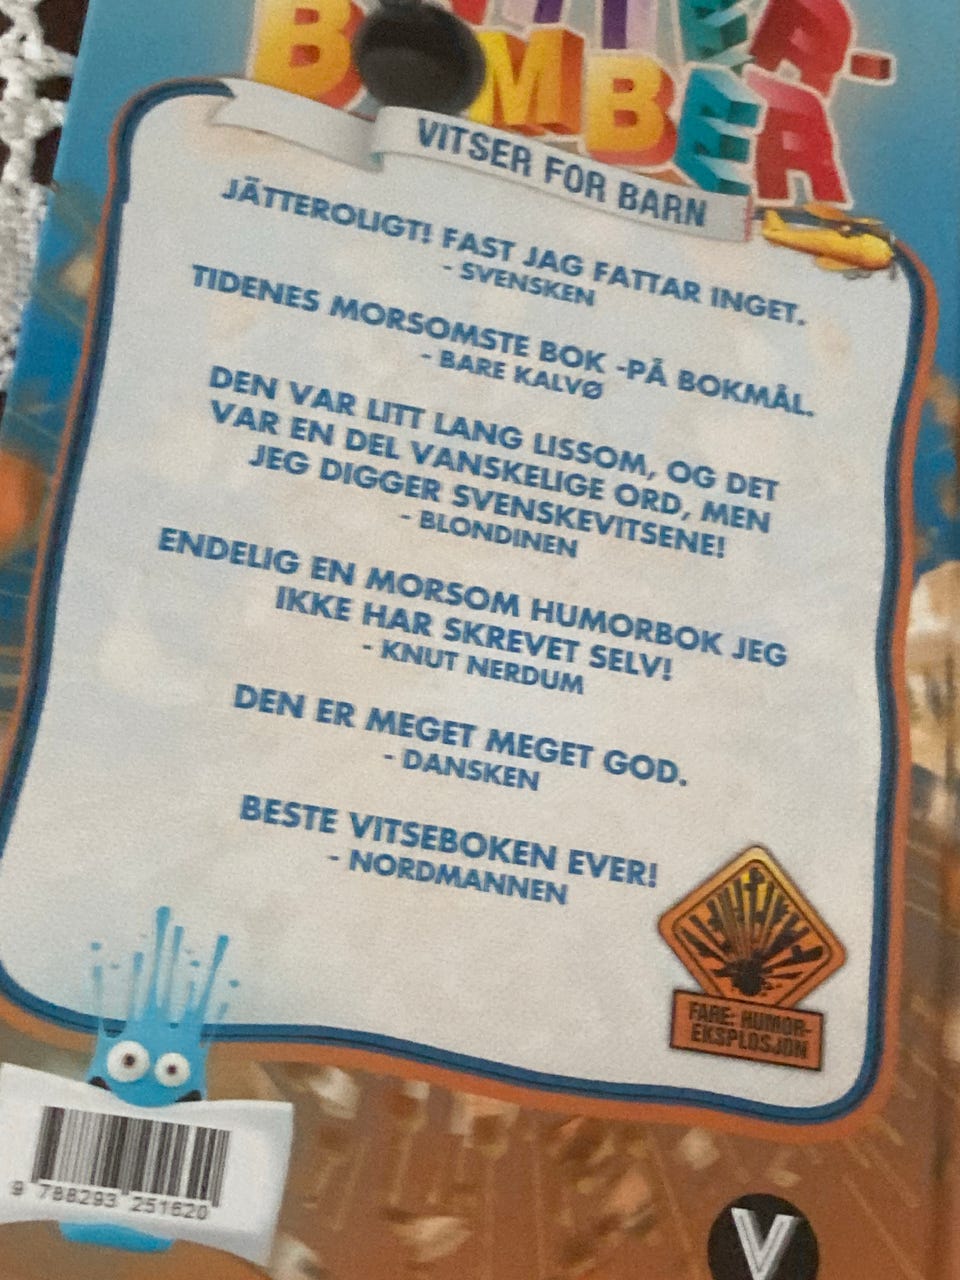 BOMBER
VITSER FOR BARN
JÄTTEROLIGT! FAST JAG FATTAR INGET.
- SVENSKEN
TIDENES MORSOMSTE BOK -PÅ BOKMÅL.
- BARE KALVØ
DEN VAR LITT LANG LISSOM, OG DET
VAR EN DEL VANSKELIGE ORD, MEN
JEG DIGGER SVENSKEVITSENE!
- BLONDINEN
ENDELIG EN MORSOM HUMORBOK JEG
IKKE HAR SKREVET SELV!
- KNUT NERDUM
DEN ER MEGET MEGET GOD.
- DANSKEN
BESTE VITSEBOKEN EVER!
- NORDMANNEN
FARE: HUMOR-
EKSPLOSJON
9 788293 251620
V